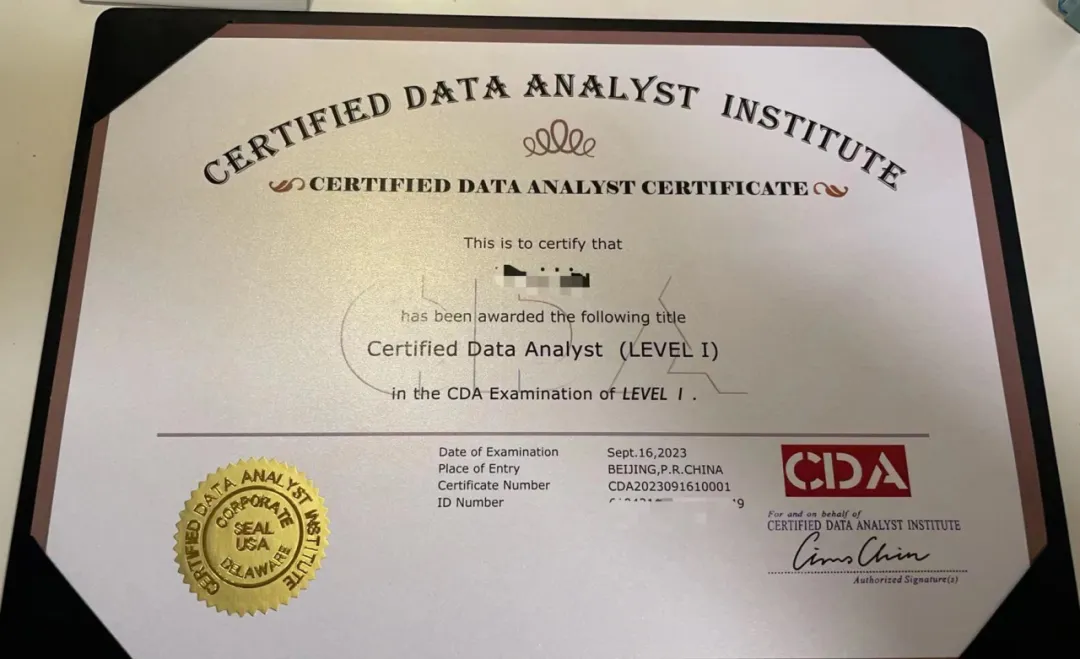 CERTIFIED DATA ANALYST INSTITUTE
CERTIFIED DATA ANALYST CERTIFICATE
This is to certify that
has been awarded the following title
Certified Data Analyst (LEVEL I)
in the CDA Examination of LEVEL I .
Date of Examination Sept.16,2023
Place of Entry BEIJING,P.R.CHINA
Certificate Number CDA2023091610001
ID Number
CDA
For and on behalf of
CERTIFIED DATA ANALYST INSTITUTE
Authorized Signature(s)
CERTIFIED DATA ANALYST INSTITUTE
CORPORATE
SEAL
USA
DELAWARE
CDA